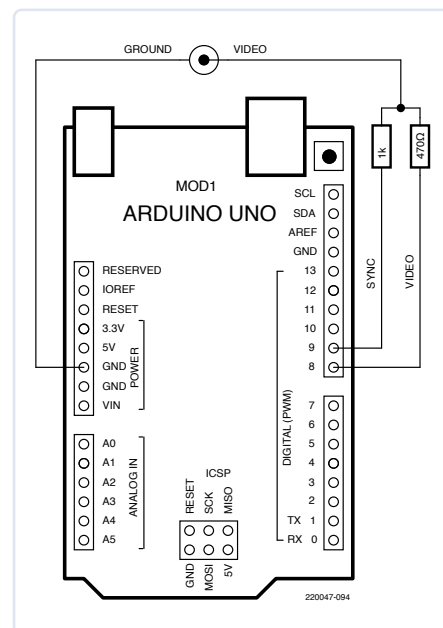 GROUND
VIDEO
1k
470Ω
SYNC
VIDEO
MOD1
ARDUINO UNO
SCL
SDA
AREF
GND
13
12
11
10
9
8
RESERVED
IOREF
RESET
3.3V
5V
GND
GND
VIN
POWER
DIGITAL (PWM)
7
6
5
4
3
2
TX 1
RX 0
A0
A1
A2
A3
A4
A5
ANALOG IN
ICSP
RESET
SCK
MISO
GND
MOSI
5V
220047-094